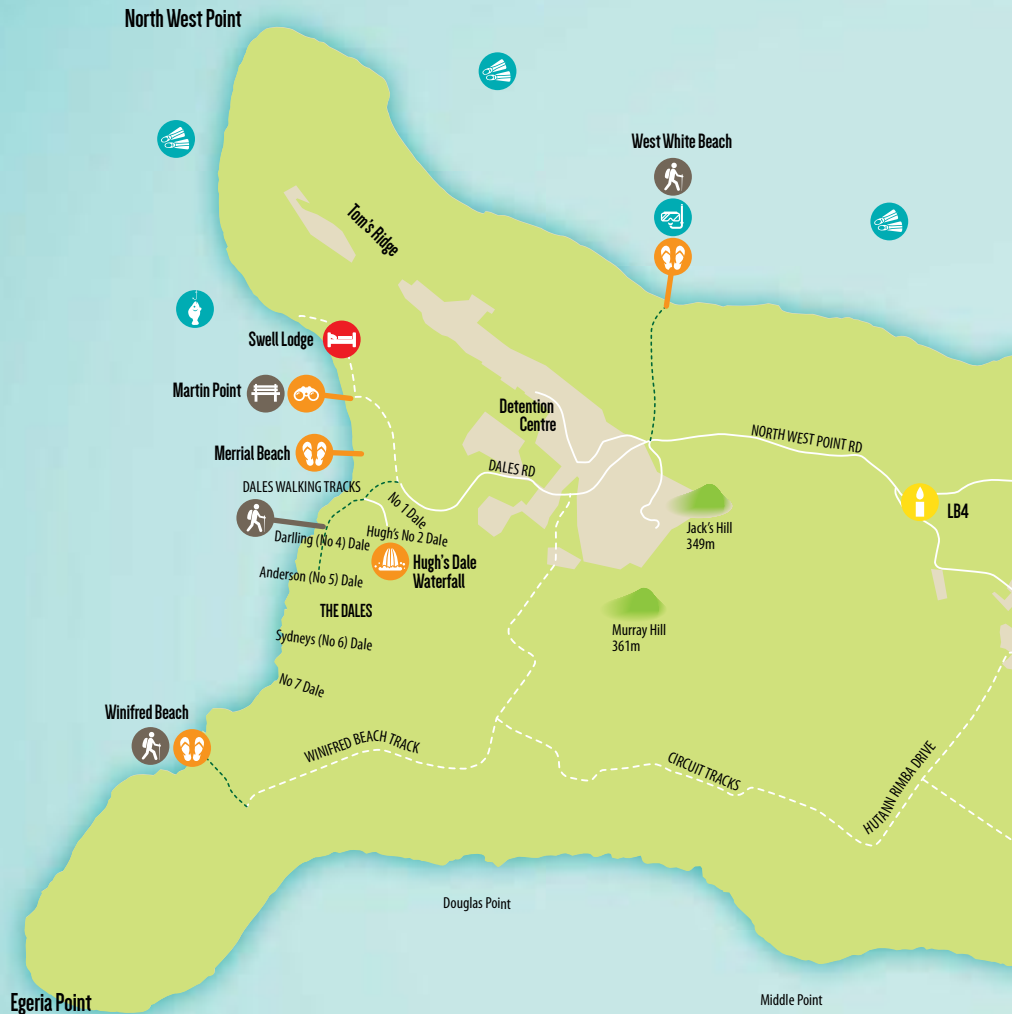 North West Point
West White Beach
Tom's Ridge
Swell Lodge
Martin Point
Detention
Centre
NORTH WEST POINT RD
Merrial Beach
DALES RD
DALES WALKING TRACKS
No 1 Dale
LB4
Jack's Hill
349m
Hugh's No 2 Dale
Darlling (No 4) Dale
Hugh's Dale
Waterfall
Anderson (No 5) Dale
THE DALES
Murray Hill
361m
Sydneys (No 6) Dale
No 7 Dale
Winifred Beach
WINIFRED BEACH TRACK
CIRCUIT TRACKS
HUTANN RIMBA DRIVE
Douglas Point
Egeria Point
Middle Point